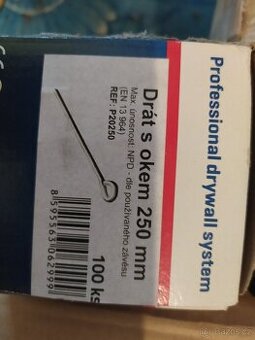 Professional drywall system
Drát s okem 250 mm
Max. únosnost: NPD - dle používaného závěsu
(EN 13 964)
REF: P20250
100 ks
8595563062999